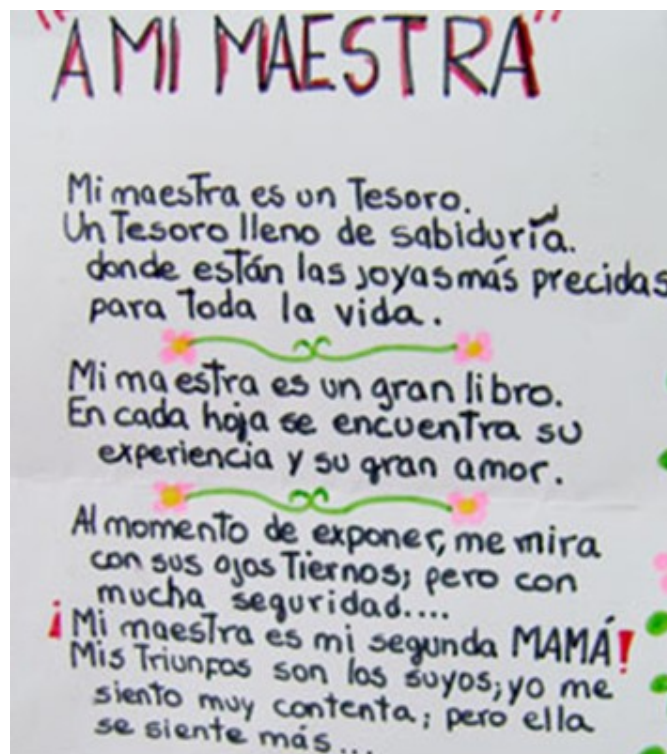 "A MI MAESTRA"
Mi maestra es un Tesoro.
Un Tesoro lleno de sabiduría.
donde están las joyas más precidas
para Toda la vida.
Mi maestra es un gran libro.
En cada hoja se encuentra su
experiencia y su gran amor.
Al momento de exponer, me mira
con sus ojos Tiernos; pero con
mucha seguridad....
¡Mi maestra es mi segunda MAMÁ!
Mis Triunpos son los suyos; yo me
siento muy contenta; pero ella
se siente más...